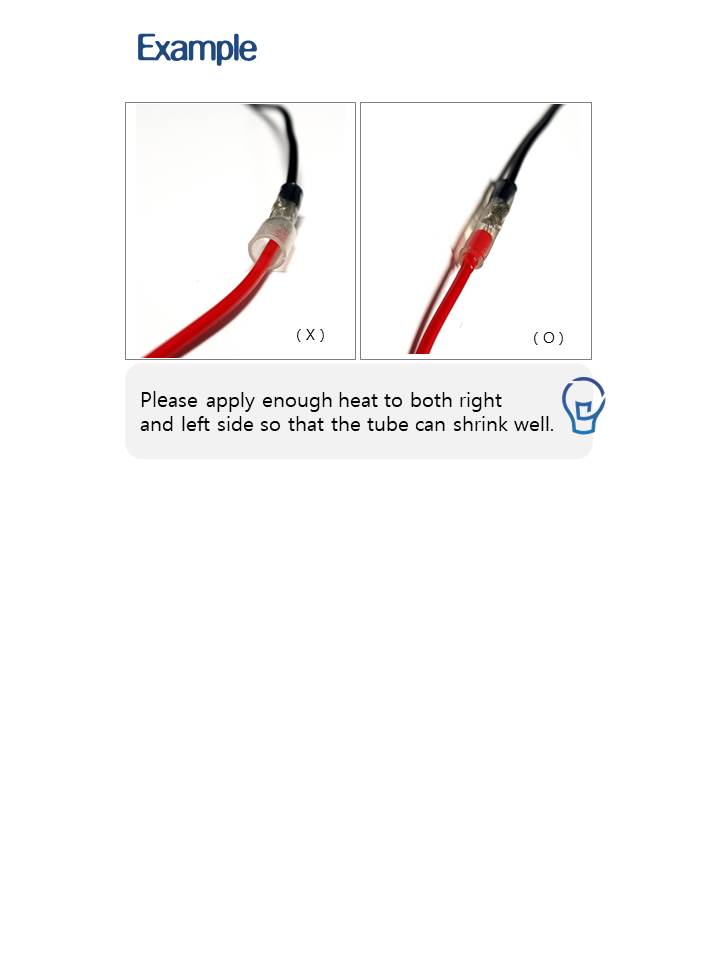 Example
( X )
( O )
Please apply enough heat to both right
and left side so that the tube can shrink well.